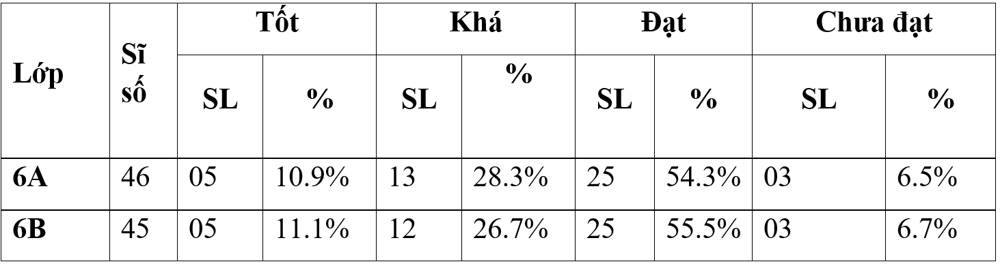 Lớp Sĩ số Tốt Khá Đạt Chưa đạt
SL % SL % SL % SL %
6A 46 05 10.9% 13 28.3% 25 54.3% 03 6.5%
6B 45 05 11.1% 12 26.7% 25 55.5% 03 6.7%